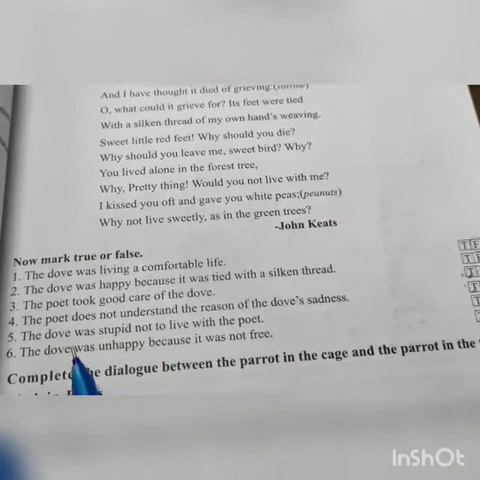 And I have thought it died of grieving:(sorrow)
O, what could it grieve for? Its feet were tied
With a silken thread of my own hand's weaving.
Sweet little red feet! Why should you die?
Why should you leave me, sweet bird? Why?
You lived alone in the forest tree,
Why, Pretty thing! Would you not live with me?
I kissed you oft and gave you white peas;(peanuts)
Why not live sweetly, as in the green trees?
-John Keats
Now mark true or false.
1. The dove was living a comfortable life.
2. The dove was happy because it was tied with a silken thread.
3. The poet took good care of the dove.
4. The poet does not understand the reason of the dove's sadness.
5. The dove was stupid not to live with the poet.
6. The dove was unhappy because it was not free.
T F
T F
T
T
T
Complete the dialogue between the parrot in the cage and the parrot in the
InShOt